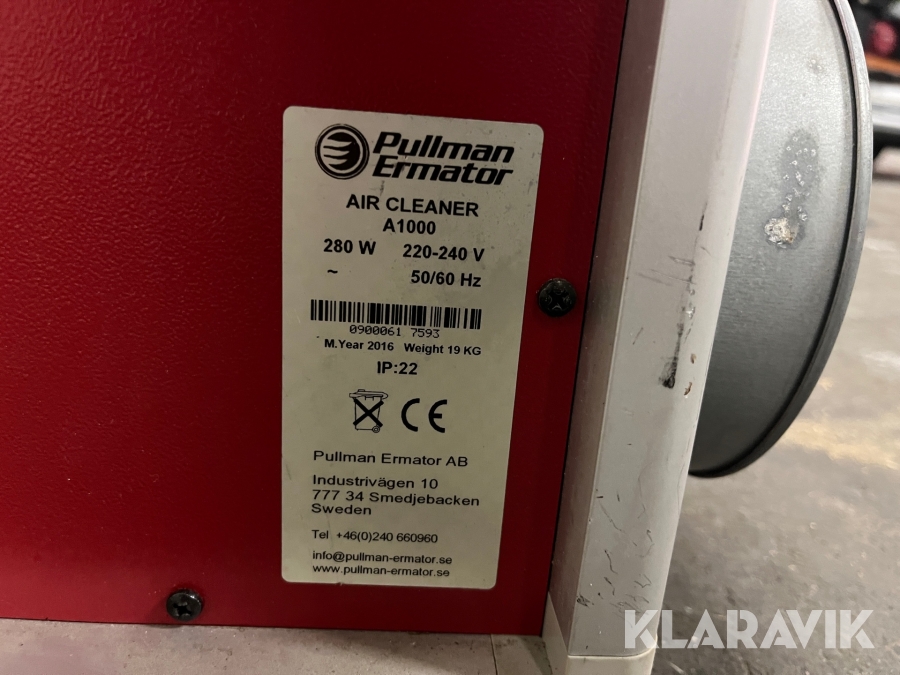 Pullman
Ermator
AIR CLEANER
A1000
280 W 220-240 V
~ 50/60 Hz
0900061 7593
M.Year 2016 Weight 19 KG
IP:22
CE
Pullman Ermator AB
Industrivägen 10
777 34 Smedjebacken
Sweden
Tel +46(0)240 660960
info@pullman-ermator.se
www.pullman-ermator.se
KLARAVIK